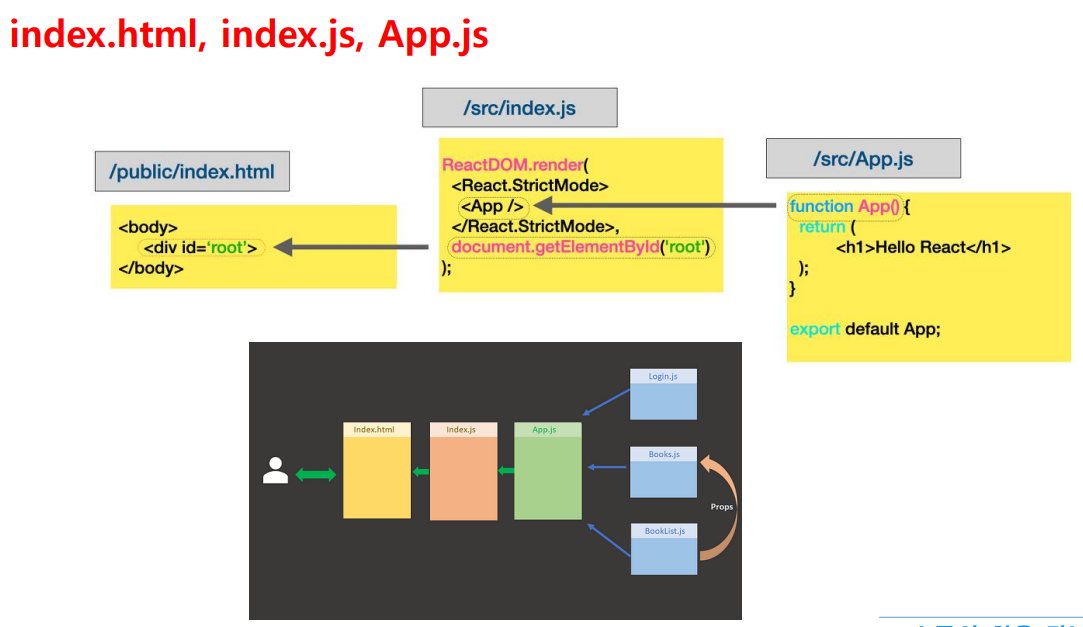 index.html, index.js, App.js
/src/index.js
/public/index.html
/src/App.js
<body>
<div id='root'>
</body>
ReactDOM.render(
<React.StrictMode>
<App />
</React.StrictMode>,
document.getElementById('root')
);
function App() {
return (
<h1>Hello React</h1>
);
}
export default App;
Index.html
Index.js
App.js
Login.js
Books.js
Props
BookList.js